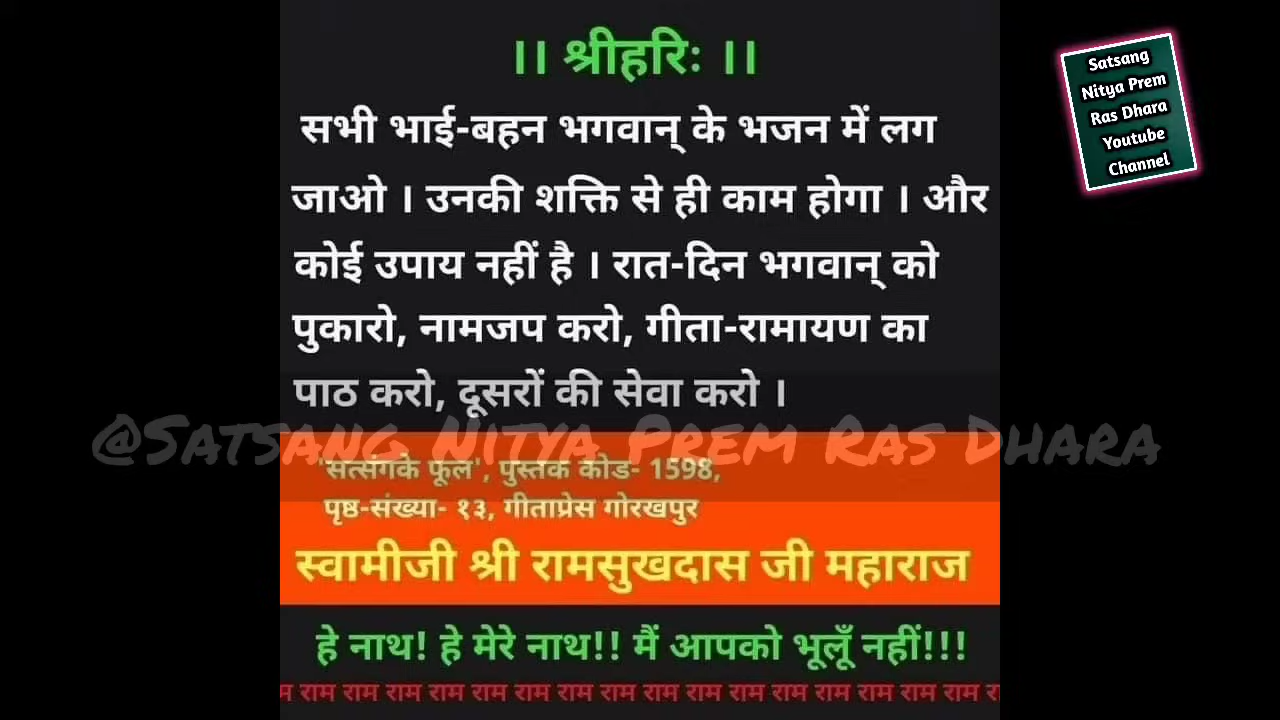 ।। श्रीहरिः ।।
सभी भाई-बहन भगवान् के भजन में लग
जाओ । उनकी शक्ति से ही काम होगा । और
कोई उपाय नहीं है । रात-दिन भगवान् को
पुकारो, नामजप करो, गीता-रामायण का
पाठ करो, दूसरों की सेवा करो ।
@Satsang Nitya Prem Ras Dhara
'सत्संगके फूल', पुस्तक कोड- 1598,
पृष्ठ-संख्या- १३, गीताप्रेस गोरखपुर
स्वामीजी श्री रामसुखदास जी महाराज
हे नाथ! हे मेरे नाथ!! मैं आपको भूलूँ नहीं!!!
म राम राम राम राम राम राम राम राम राम राम राम राम राम राम राम राम र
Satsang
Nitya Prem
Ras Dhara
Youtube
Channel